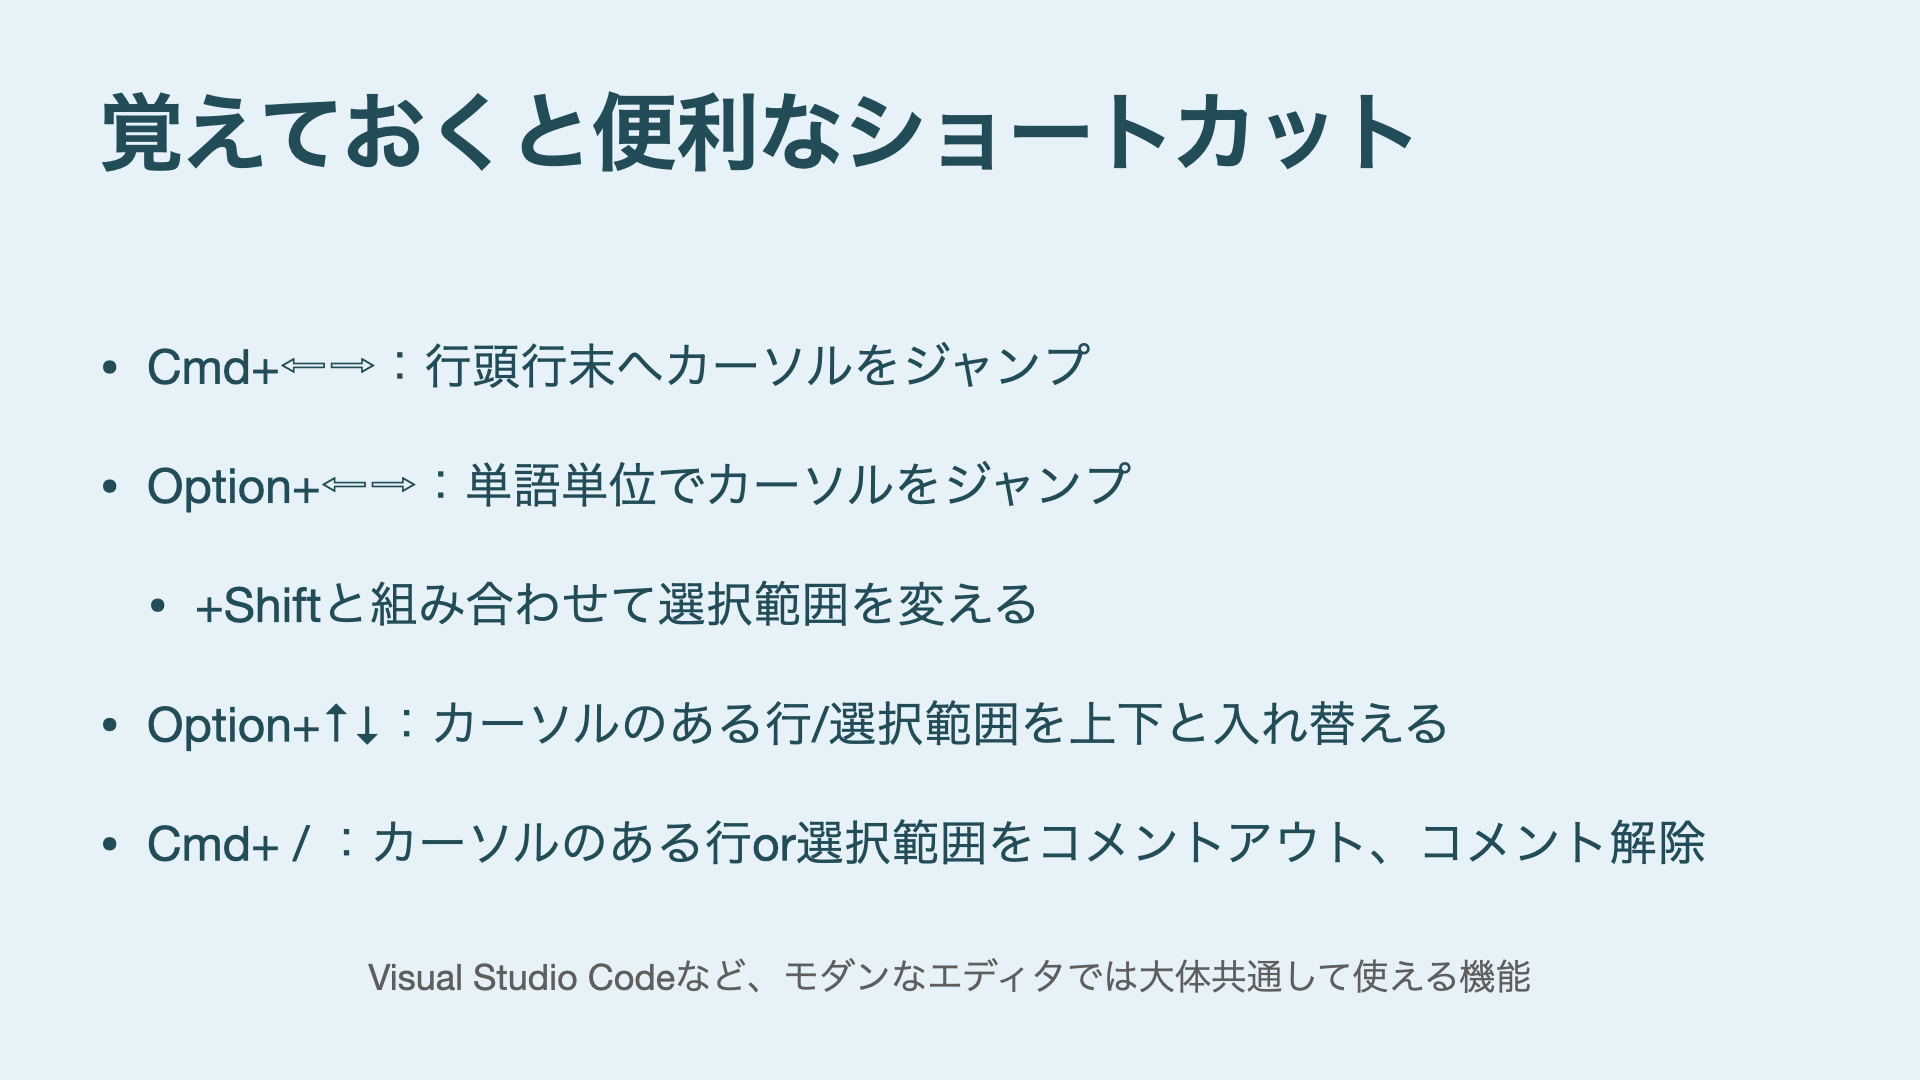 覚えておくと便利なショートカット
• Cmd+⇦⇨：行頭行末へカーソルをジャンプ
• Option+⇦⇨：単語単位でカーソルをジャンプ
• +Shiftと組み合わせて選択範囲を変える
• Option+↑↓：カーソルのある行/選択範囲を上下と入れ替える
• Cmd+ / ：カーソルのある行or選択範囲をコメントアウト、コメント解除
Visual Studio Codeなど、モダンなエディタでは大体共通して使える機能